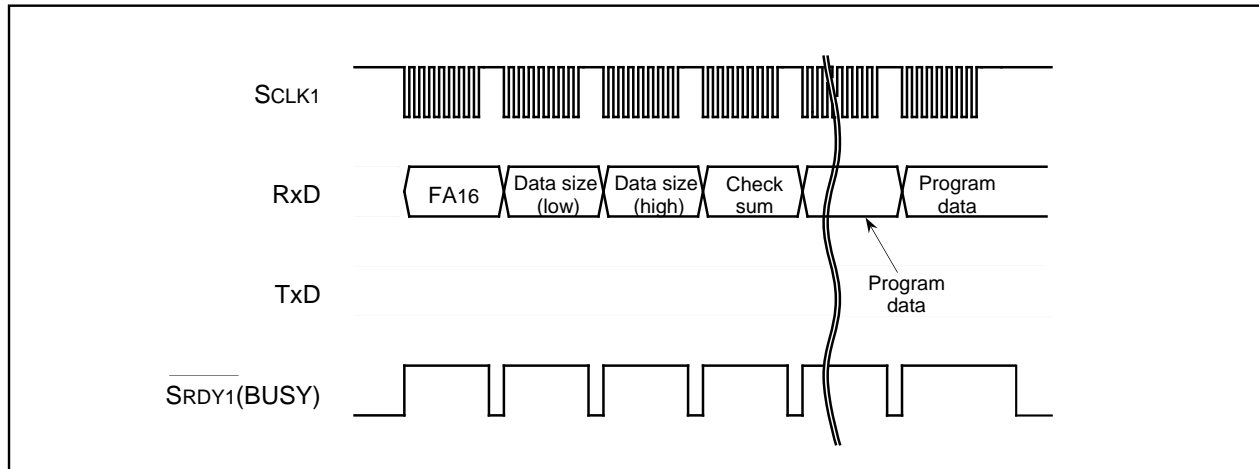 SCLK1
RxD
FA16
Data size
(low)
Data size
(high)
Check
sum
Program
data
Program
data
TxD
SRDY1(BUSY)